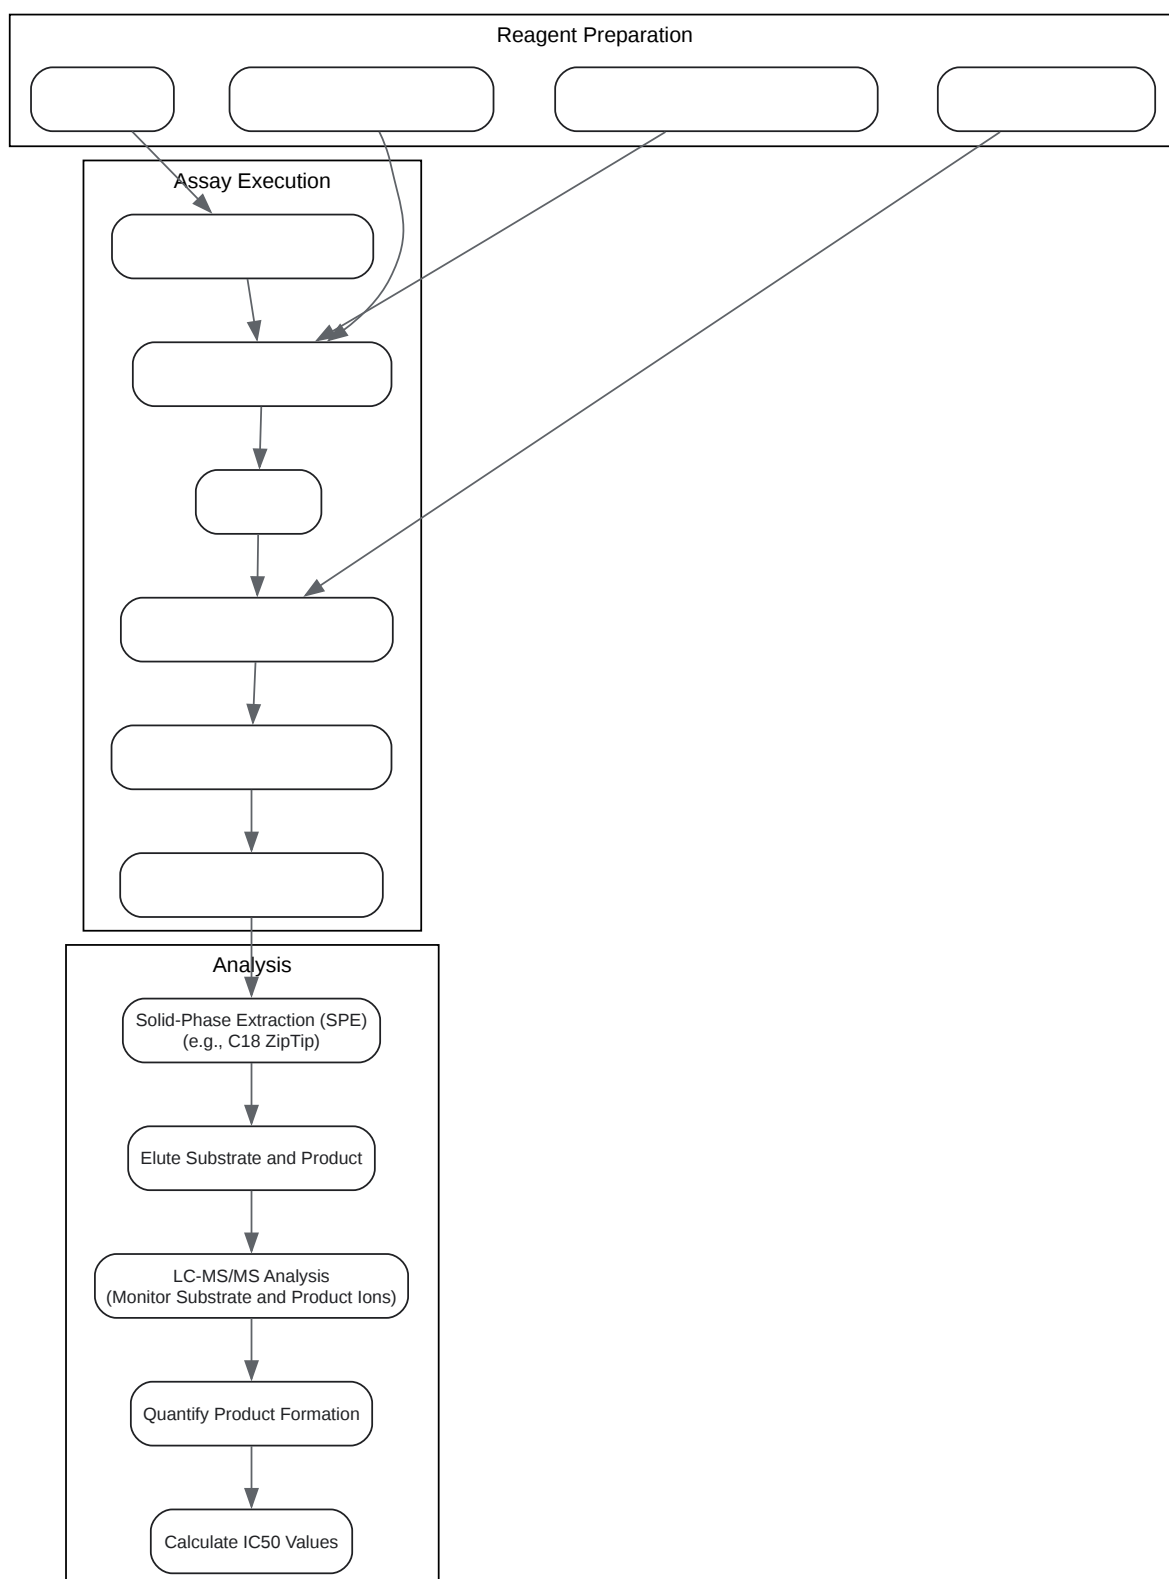 Reagent Preparation
Assay Execution
Analysis
Solid-Phase Extraction (SPE)
(e.g., C18 ZipTip)
Elute Substrate and Product
LC-MS/MS Analysis
(Monitor Substrate and Product Ions)
Quantify Product Formation
Calculate IC50 Values